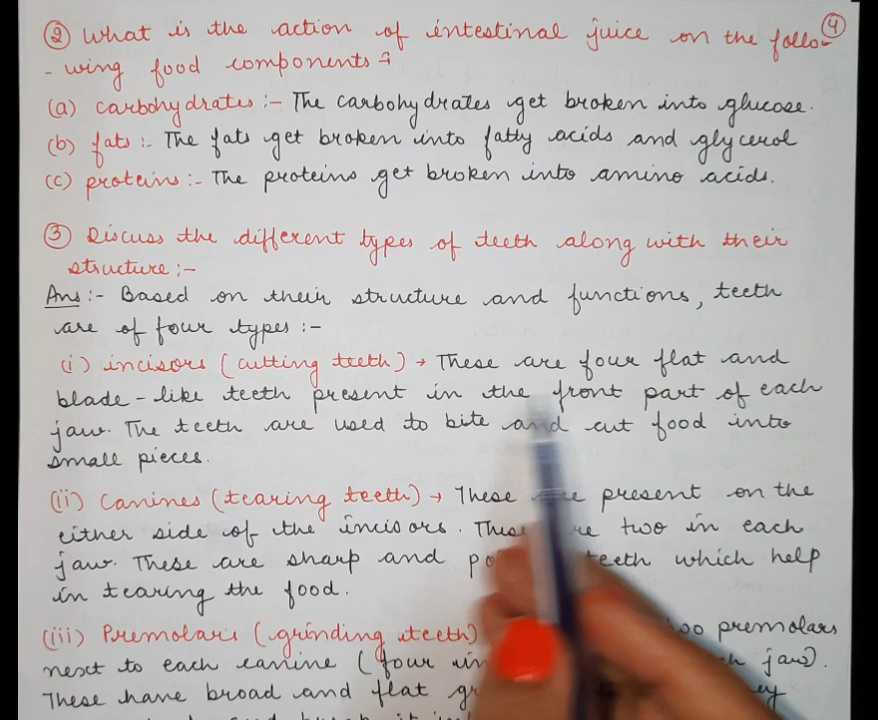 ④
② What is the action of intestinal juice on the follo-
- wing food components :-
(a) carbohydrates :- The carbohydrates get broken into glucose.
(b) fats :- The fats get broken into fatty acids and glycerol
(c) proteins :- The proteins get broken into amino acids.
③ Discuss the different types of teeth along with their
structure :-
Ans :- Based on their structure and functions, teeth
are of four types :-
(i) incisors (cutting teeth) → These are four flat and
blade-like teeth present in the front part of each
jaw. The teeth are used to bite and cut food into
small pieces.
(ii) Canines (tearing teeth) → These present on the
either side of the incisors. two in each
jaw. These are sharp and teeth which help
in tearing the food.
(iii) Premolars (grinding teeth) premolars
next to each canine (four jaw).
These have broad and flat